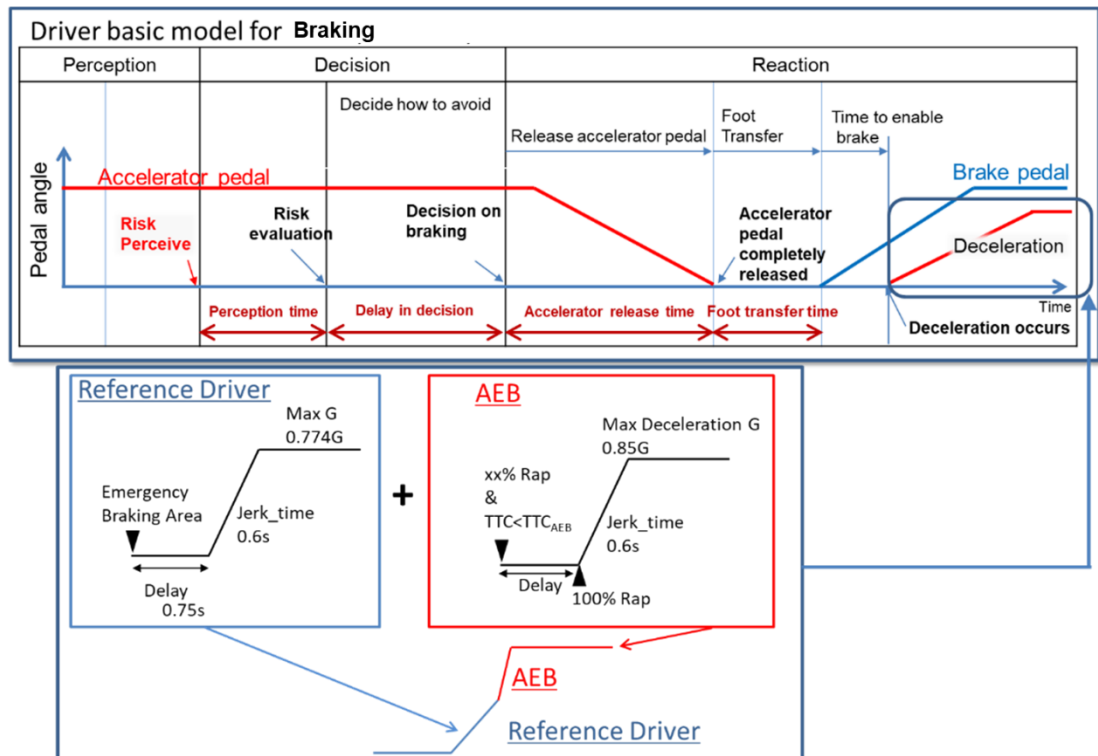 Driver basic model for Braking
Perception
Decision
Reaction
Decide how to avoid
Release accelerator pedal
Foot
Transfer
Time to enable
brake
Pedal angle
Accelerator pedal
Brake pedal
Risk
Perceive
Risk
evaluation
Decision on
braking
Accelerator
pedal
completely
released
Deceleration
Perception time
Delay in decision
Accelerator release time
Foot transfer time
Time
Deceleration occurs
Reference Driver
Max G
0.774G
Emergency
Braking Area
Jerk_time
0.6s
Delay
0.75s
+
AEB
Max Deceleration G
0.85G
xx% Rap
&
TTC<TTCAEB
Jerk_time
0.6s
Delay
100% Rap
AEB
Reference Driver